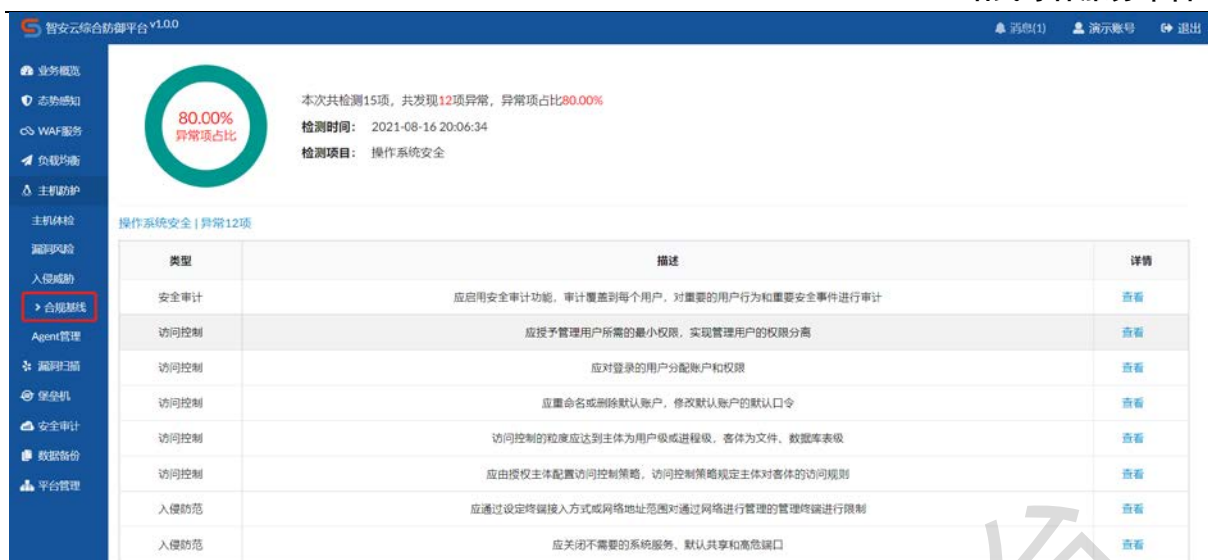 智安云综合防御平台 V1.0.0
消息(1) 演示账号 退出
业务概览
态势感知
WAF服务
负载均衡
主机防护
主机体检
漏洞风险
入侵威胁
合规基线
Agent管理
漏洞扫描
堡垒机
安全审计
数据备份
平台管理
80.00%
异常项占比
本次共检测15项，共发现12项异常，异常项占比80.00%
检测时间： 2021-08-16 20:06:34
检测项目： 操作系统安全
操作系统安全 | 异常12项
类型 描述 详情
安全审计 应启用安全审计功能，审计覆盖到每个用户，对重要的用户行为和重要安全事件进行审计 查看
访问控制 应授予管理用户所需的最小权限，实现管理用户的权限分离 查看
访问控制 应对登录的用户分配账户和权限 查看
访问控制 应重命名或删除默认账户，修改默认账户的默认口令 查看
访问控制 访问控制的粒度应达到主体为用户级或进程级，客体为文件、数据库表级 查看
访问控制 应由授权主体配置访问控制策略，访问控制策略规定主体对客体的访问规则 查看
入侵防范 应通过设定终端接入方式或网络地址范围对通过网络进行管理的管理终端进行限制 查看
入侵防范 应关闭不需要的系统服务、默认共享和高危端口 查看